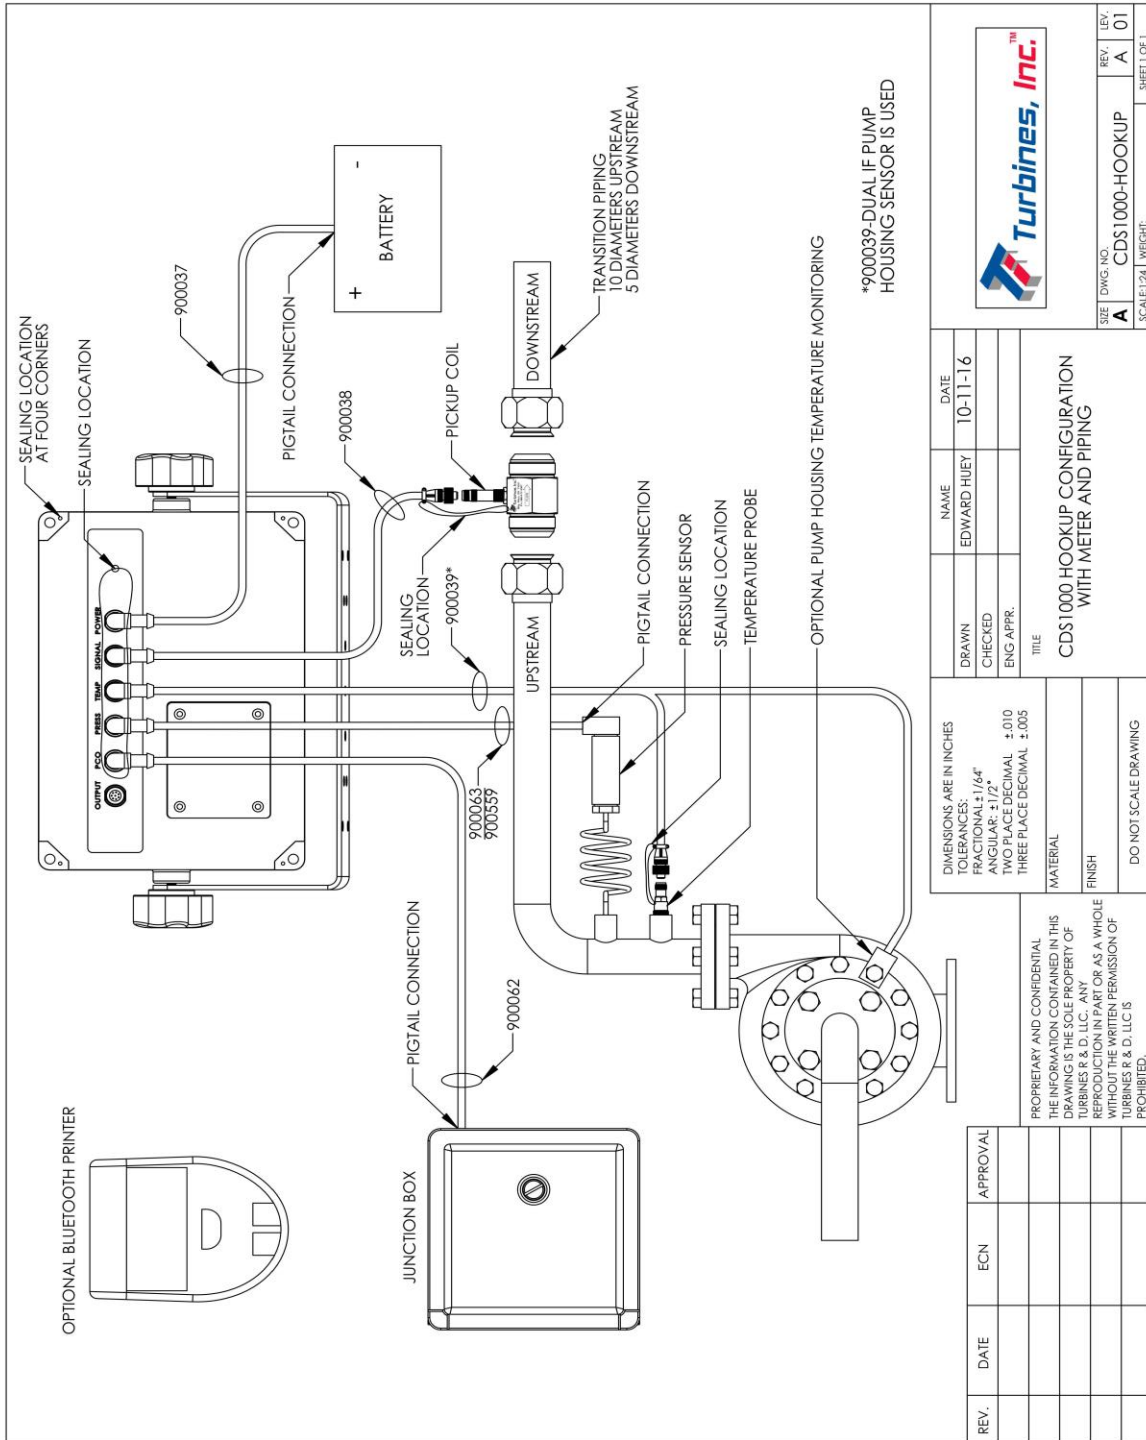 OPTIONAL BLUETOOTH PRINTER
SEALING LOCATION
AT FOUR CORNERS
SEALING LOCATION
OUTPUT
PCO
PRESS
TEMP
SIGNAL
POWER
900037
PIGTAIL CONNECTION
+
-
BATTERY
JUNCTION BOX
PIGTAIL CONNECTION
900062
900063
900559
900039*
900038
SEALING
LOCATION
PICKUP COIL
UPSTREAM
DOWNSTREAM
TRANSITION PIPING
10 DIAMETERS UPSTREAM
5 DIAMETERS DOWNSTREAM
PIGTAIL CONNECTION
PRESSURE SENSOR
SEALING LOCATION
TEMPERATURE PROBE
OPTIONAL PUMP HOUSING TEMPERATURE MONITORING
*900039-DUAL IF PUMP
HOUSING SENSOR IS USED
REV.
DATE
ECN
APPROVAL
PROPRIETARY AND CONFIDENTIAL
THE INFORMATION CONTAINED IN THIS
DRAWING IS THE SOLE PROPERTY OF
TURBINES R & D, LLC. ANY
REPRODUCTION IN PART OR AS A WHOLE
WITHOUT THE WRITTEN PERMISSION OF
TURBINES R & D, LLC IS
PROHIBITED.
DIMENSIONS ARE IN INCHES
TOLERANCES:
FRACTIONAL±1/64"
ANGULAR: ±1/2°
TWO PLACE DECIMAL ±.010
THREE PLACE DECIMAL ±.005
MATERIAL
FINISH
DO NOT SCALE DRAWING
NAME
DATE
DRAWN
EDWARD HUEY
10-11-16
CHECKED
ENG APPR.
TITLE
CDS1000 HOOKUP CONFIGURATION
WITH METER AND PIPING
Turbines, Inc.™
SIZE
A
DWG. NO.
CDS1000-HOOKUP
REV.
A
LEV.
01
SCALE:1:24
WEIGHT:
SHEET 1 OF 1